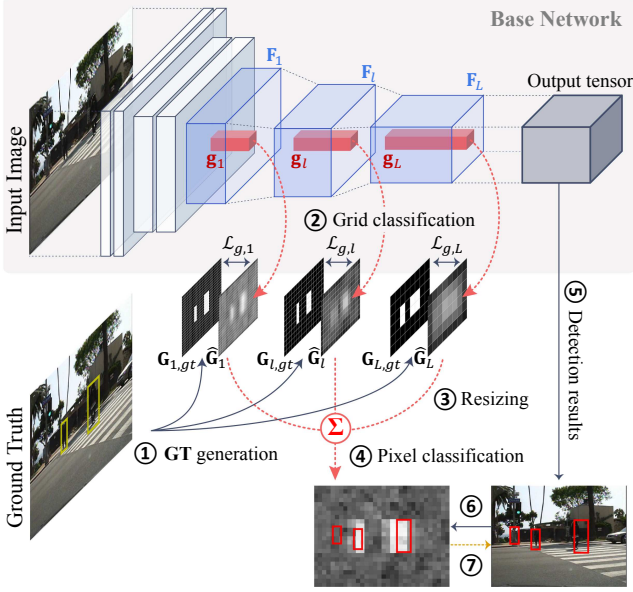 Base Network
F1
Fl
FL
Output tensor
Input Image
g1
gl
gL
② Grid classification
ℒg,1
ℒg,l
ℒg,L
⑤ Detection results
G1,gt
Ĝ1
Gl,gt
Ĝl
GL,gt
ĜL
Ground Truth
③ Resizing
Σ
① GT generation
④ Pixel classification
⑥
⑦